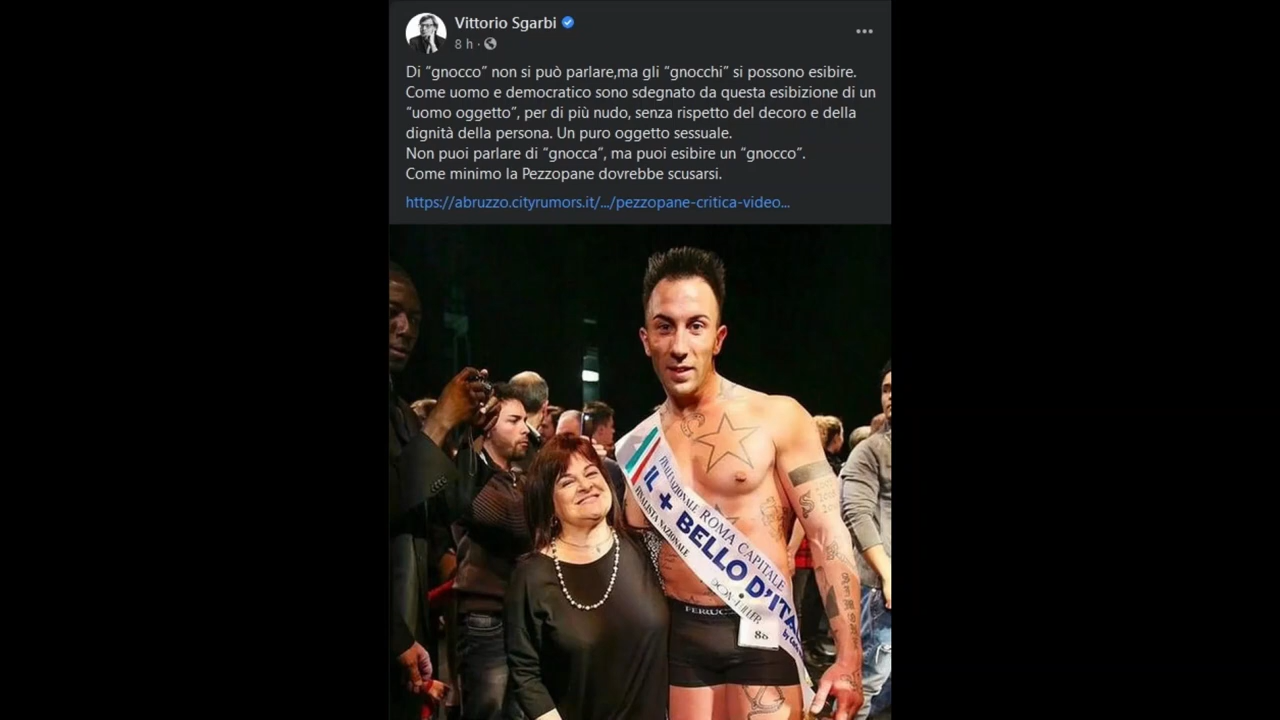 Vittorio Sgarbi
8 h ·
Di “gnocco” non si può parlare,ma gli “gnocchi” si possono esibire.
Come uomo e democratico sono sdegnato da questa esibizione di un
“uomo oggetto”, per di più nudo, senza rispetto del decoro e della
dignità della persona. Un puro oggetto sessuale.
Non puoi parlare di “gnocca”, ma puoi esibire un “gnocco”.
Come minimo la Pezzopane dovrebbe scusarsi.
https://abruzzo.cityrumors.it/.../pezzopane-critica-video...
FINALE NAZIONALE ROMA CAPITALE
IL + BELLO D'ITA
FINALISTA NAZIONALE